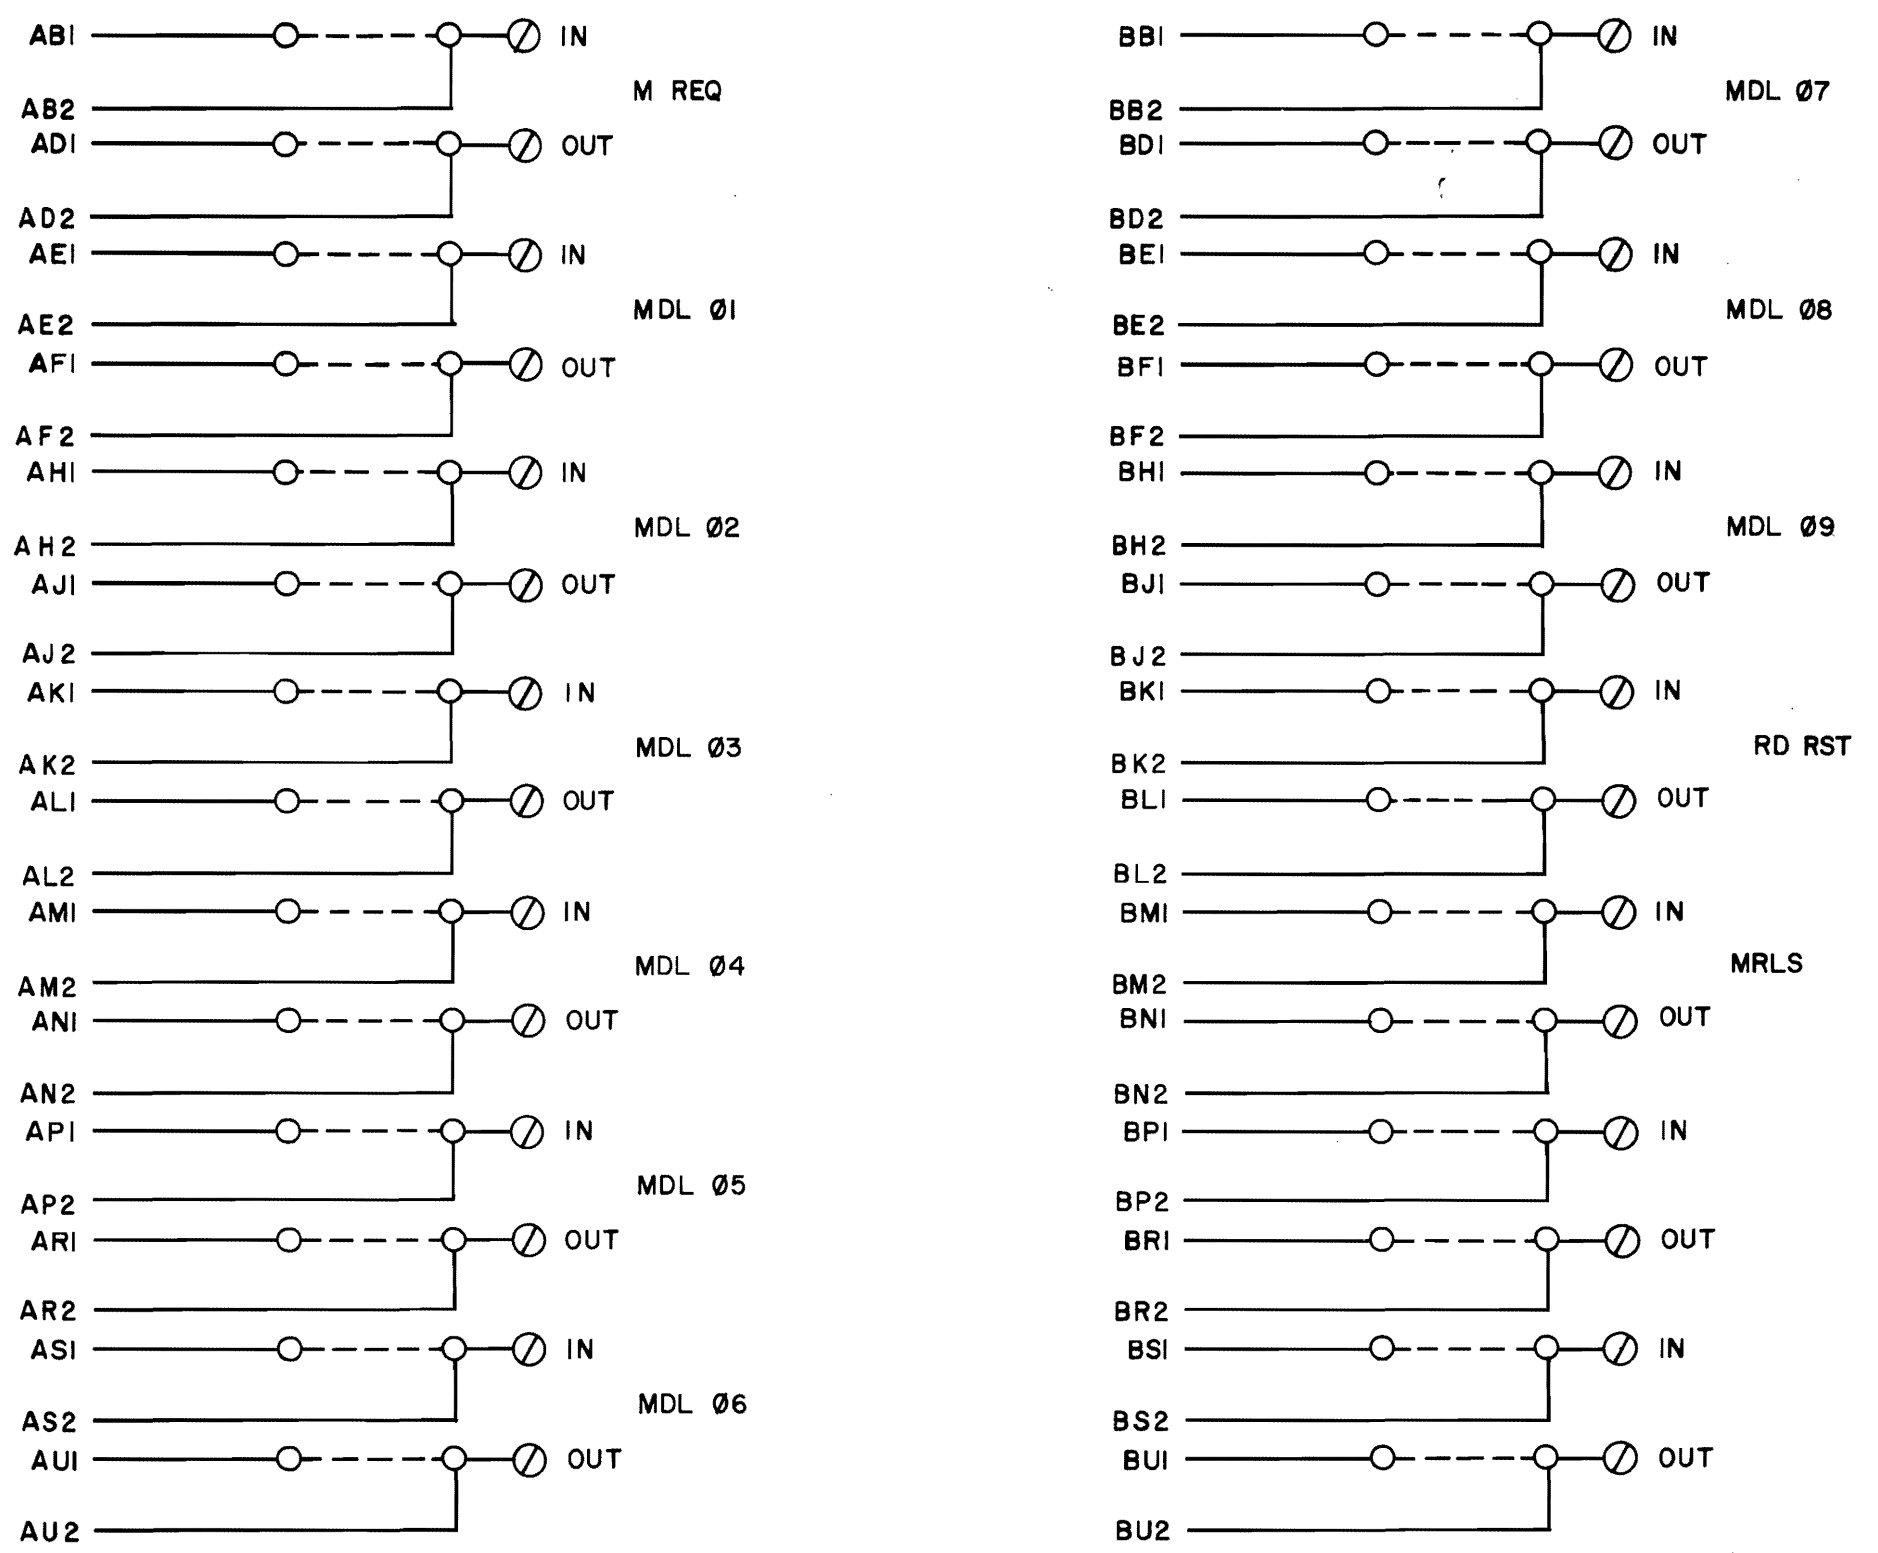 AB1 IN
M REQ
AB2
AD1 OUT
AD2
AE1 IN
MDL Ø1
AE2
AF1 OUT
AF2
AH1 IN
MDL Ø2
AH2
AJ1 OUT
AJ2
AK1 IN
MDL Ø3
AK2
AL1 OUT
AL2
AM1 IN
MDL Ø4
AM2
AN1 OUT
AN2
AP1 IN
MDL Ø5
AP2
AR1 OUT
AR2
AS1 IN
MDL Ø6
AS2
AU1 OUT
AU2
BB1 IN
MDL Ø7
BB2
BD1 OUT
BD2
BE1 IN
MDL Ø8
BE2
BF1 OUT
BF2
BH1 IN
MDL Ø9
BH2
BJ1 OUT
BJ2
BK1 IN
RD RST
BK2
BL1 OUT
BL2
BM1 IN
MRLS
BM2
BN1 OUT
BN2
BP1 IN
BP2
BR1 OUT
BR2
BS1 IN
BS2
BU1 OUT
BU2